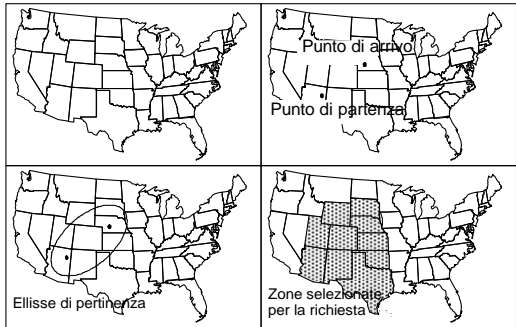 Punto di arrivo
Punto di partenza
Ellisse di pertinenza
Zone selezionate
per la richiesta